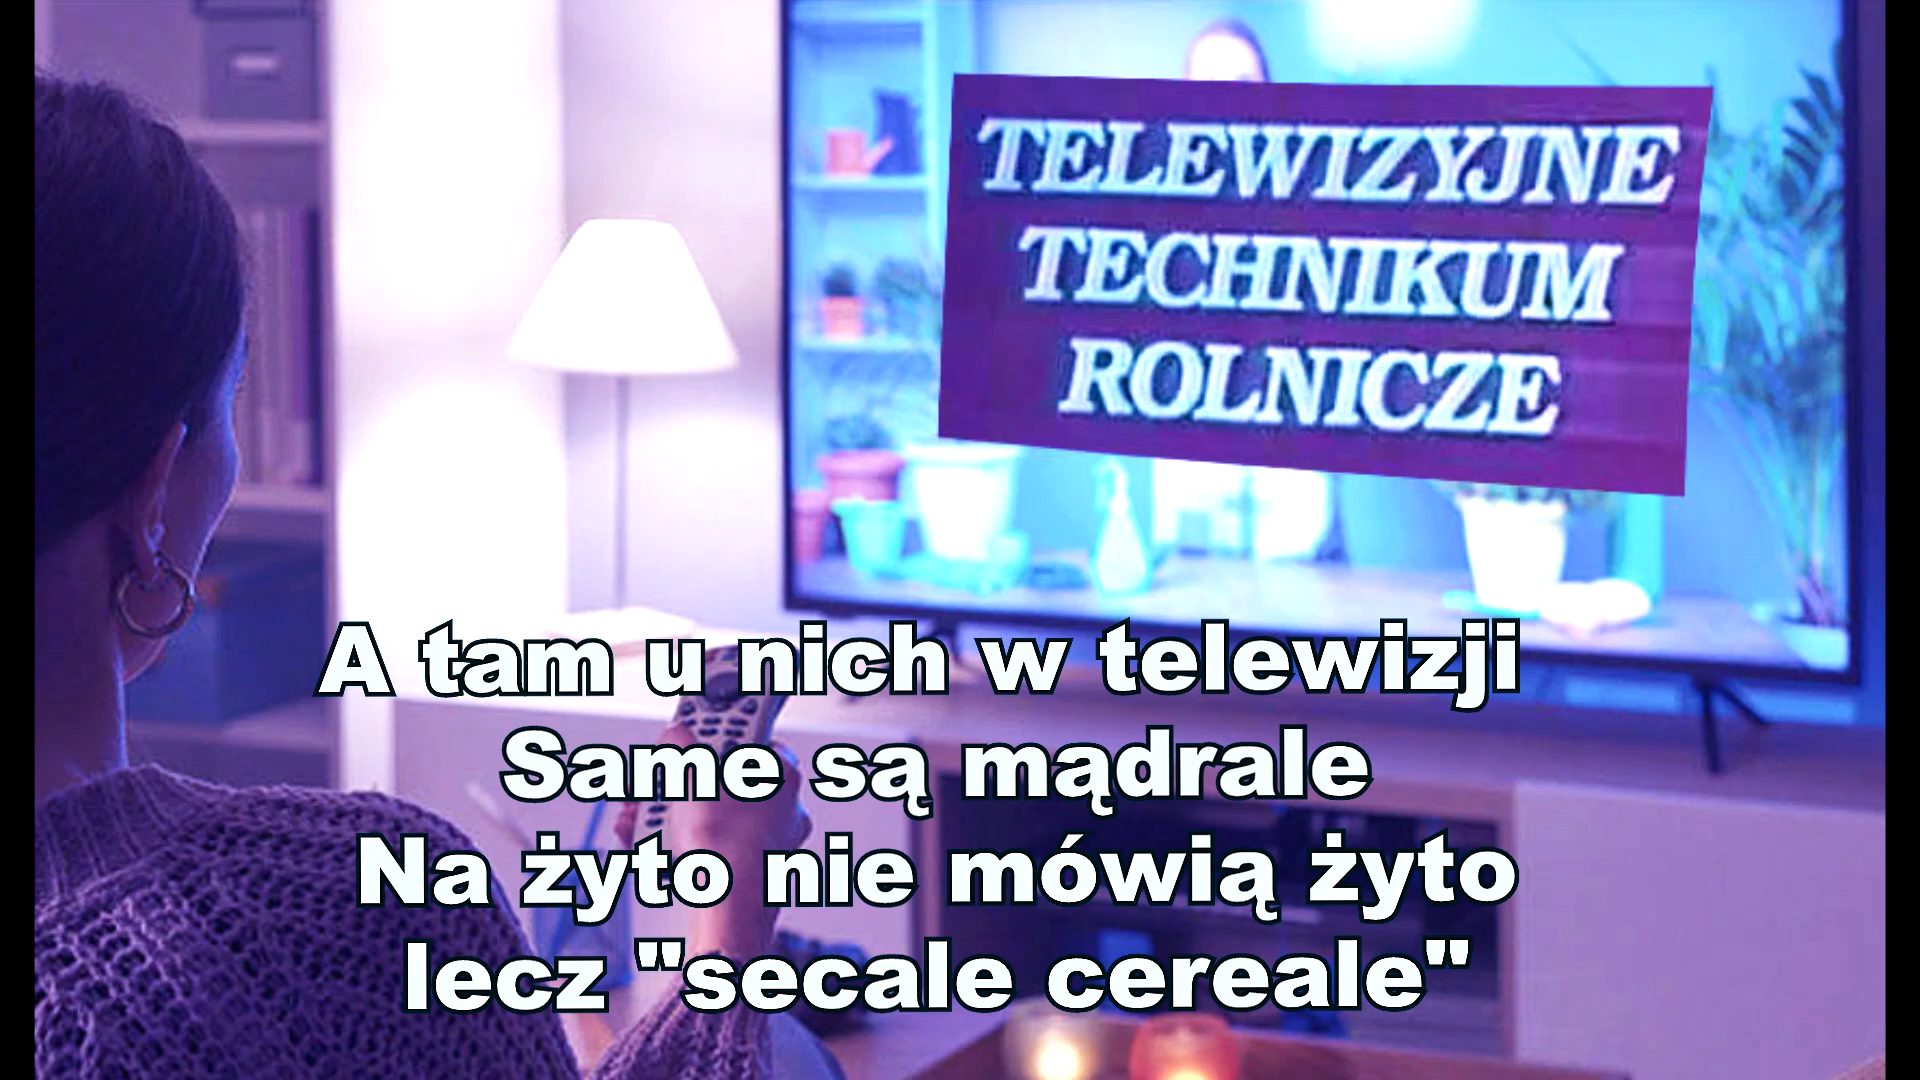 TELEWIZYJNE
TECHNIKUM
ROLNICZE
A tam u nich w telewizji
Same są mądrale
Na żyto nie mówią żyto
lecz "secale cereale"